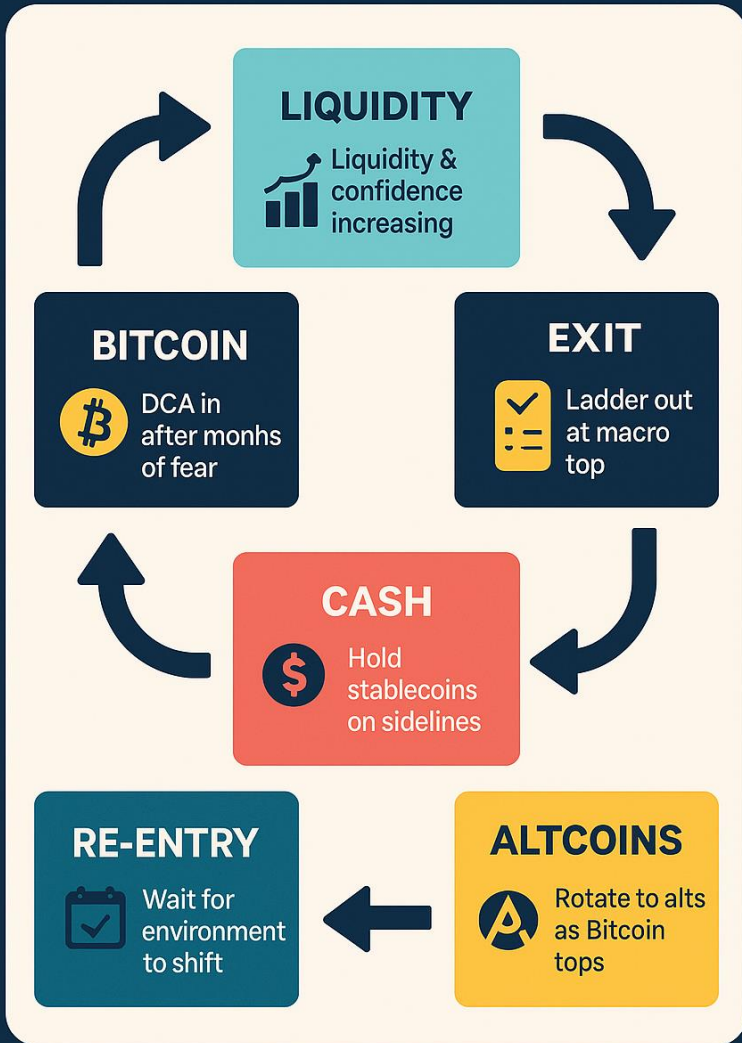 LIQUIDITY
Liquidity &
confidence
increasing
BITCOIN
DCA in
after monhs
of fear
EXIT
Ladder out
at macro
top
CASH
Hold
stablecoins
on sidelines
RE-ENTRY
Wait for
environment
to shift
ALTCOINS
Rotate to alts
as Bitcoin
tops